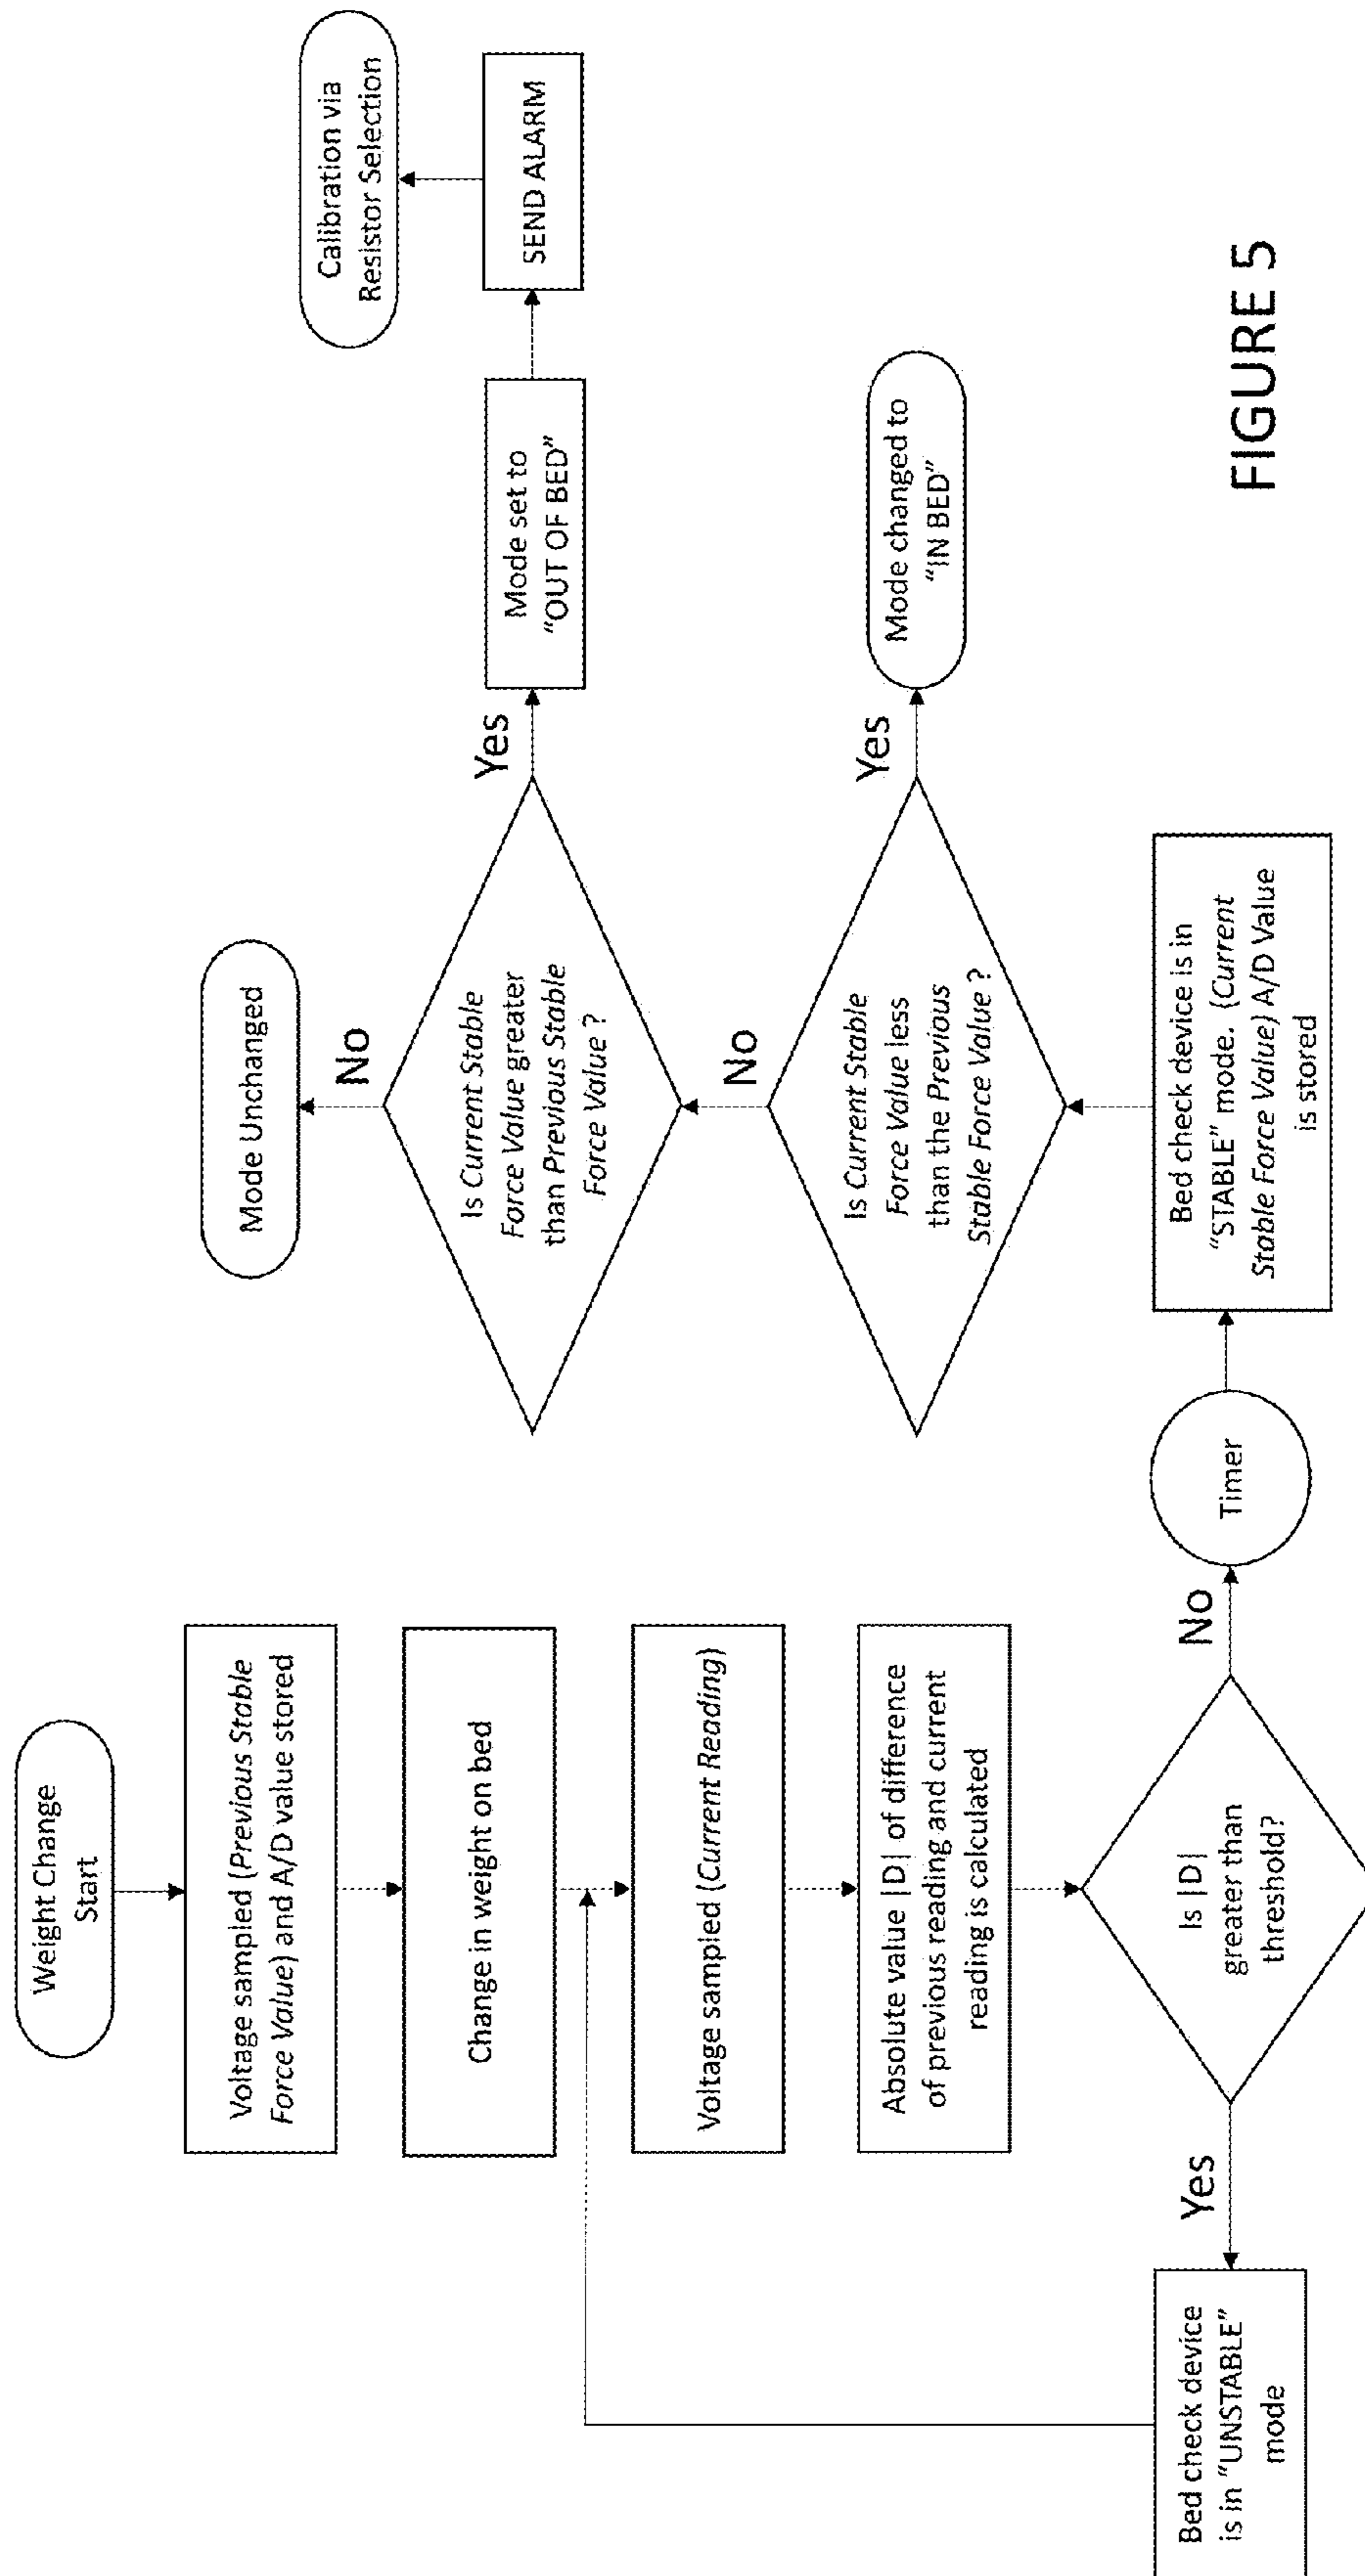 Weight Change
Start
Voltage sampled (Previous Stable
Force Value) and A/D value stored
Change in weight on bed
Voltage sampled (Current Reading)
Absolute value |D| of difference
of previous reading and current
reading is calculated
Is |D|
greater than
threshold?
Yes
Bed check device
is in “UNSTABLE”
mode
No
Timer
Bed check device is in
“STABLE” mode. (Current
Stable Force Value) A/D Value
is stored
Is Current Stable
Force Value less
than the Previous
Stable Force Value ?
Yes
Mode changed to
“IN BED”
No
Is Current Stable
Force Value greater
than Previous Stable
Force Value ?
No
Mode Unchanged
Yes
Mode set to
“OUT OF BED”
SEND ALARM
Calibration via
Resistor Selection
FIGURE 5